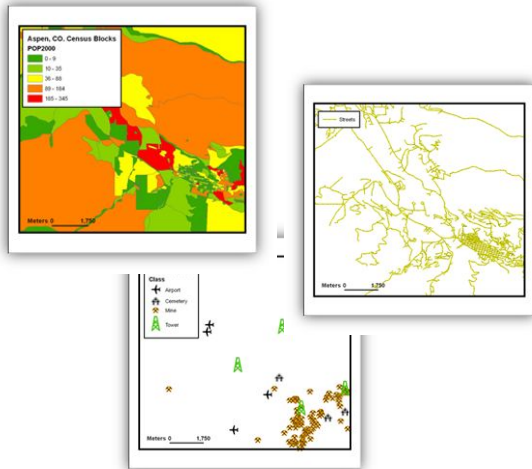 Aspen, CO. Census Blocks
POP2000
0 - 9
10 - 35
36 - 88
89 - 164
165 - 345
Meters 0 1,750
Streets
Meters 0 1,750
Class
Airport
Cemetery
Mine
Tower
Meters 0 1,750